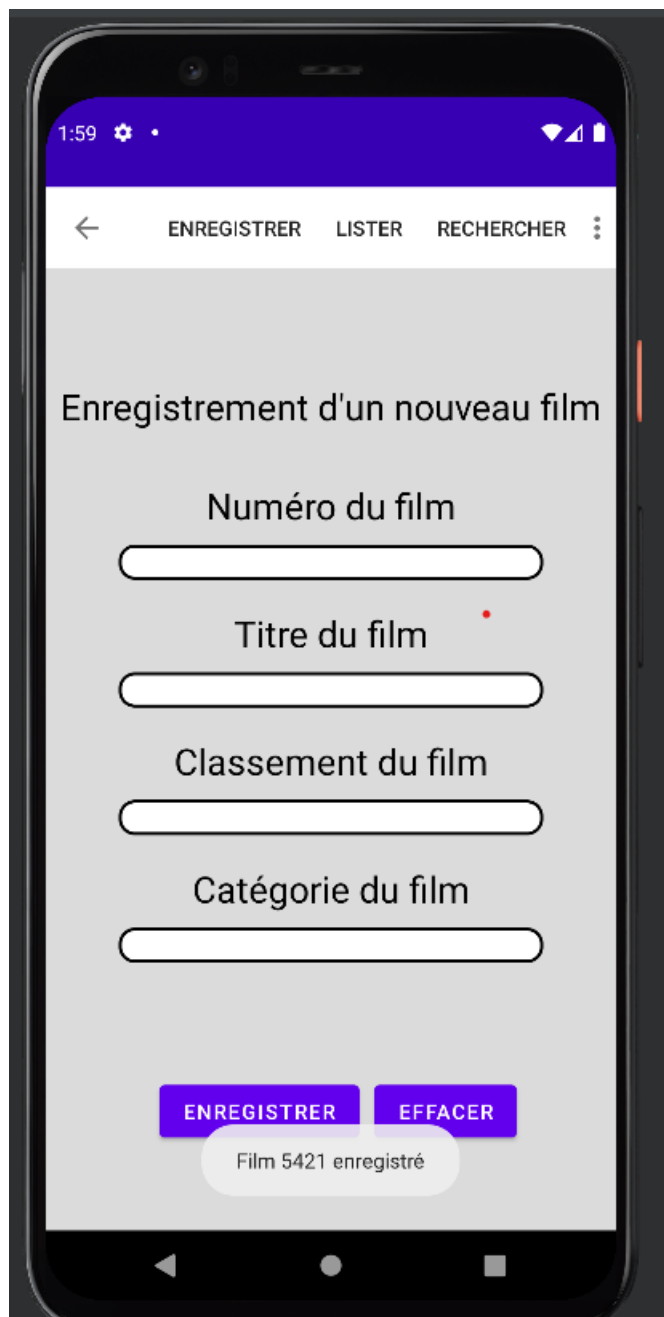 1:59
ENREGISTRER LISTER RECHERCHER
Enregistrement d'un nouveau film
Numéro du film
Titre du film
Classement du film
Catégorie du film
ENREGISTRER EFFACER
Film 5421 enregistré